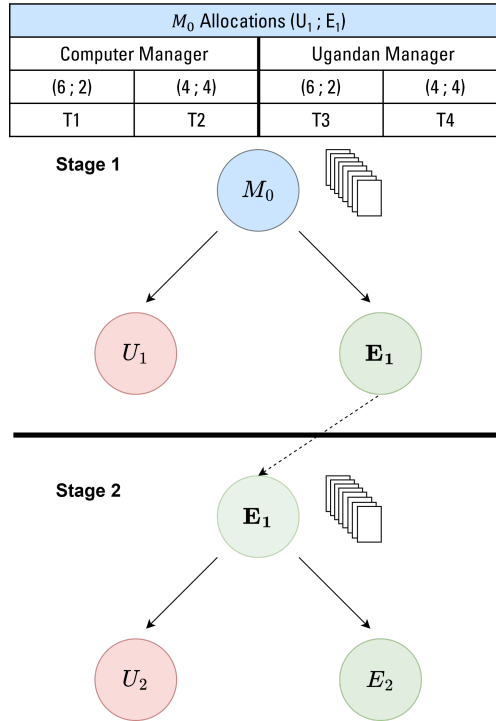 M₀ Allocations (U₁ ; E₁)
Computer Manager Ugandan Manager
(6 ; 2) (4 ; 4) (6 ; 2) (4 ; 4)
T1 T2 T3 T4
Stage 1
M₀
U₁ E₁
Stage 2
E₁
U₂ E₂